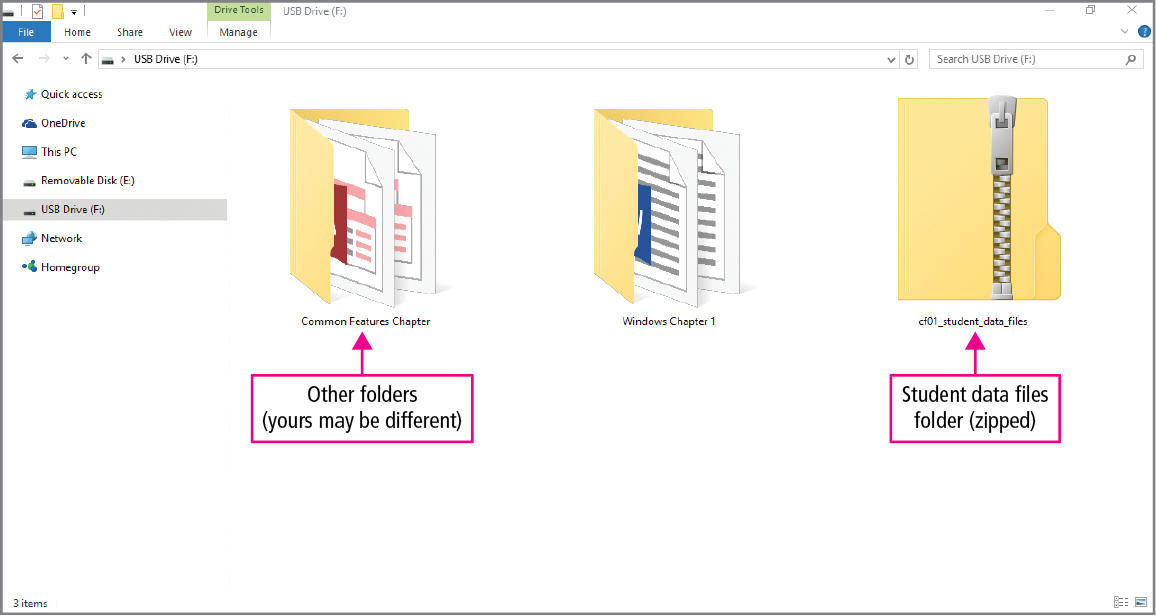 Drive Tools
USB Drive (F:)
File
Home
Share
View
Manage
USB Drive (F:)
Search USB Drive (F:)
Quick access
OneDrive
This PC
Removable Disk (E:)
USB Drive (F:)
Network
Homegroup
Common Features Chapter
Windows Chapter 1
cf01_student_data_files
Other folders
(yours may be different)
Student data files
folder (zipped)
3 items